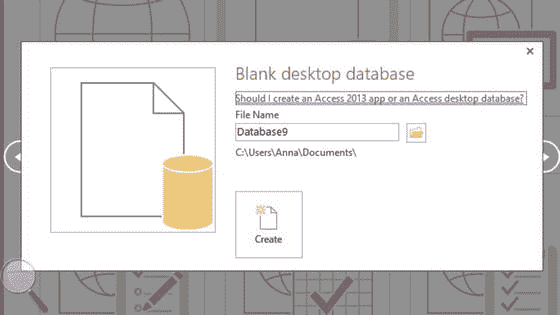 Blank desktop database
Should I create an Access 2013 app or an Access desktop database?
File Name
Database9
C:\Users\Anna\Documents\
Create